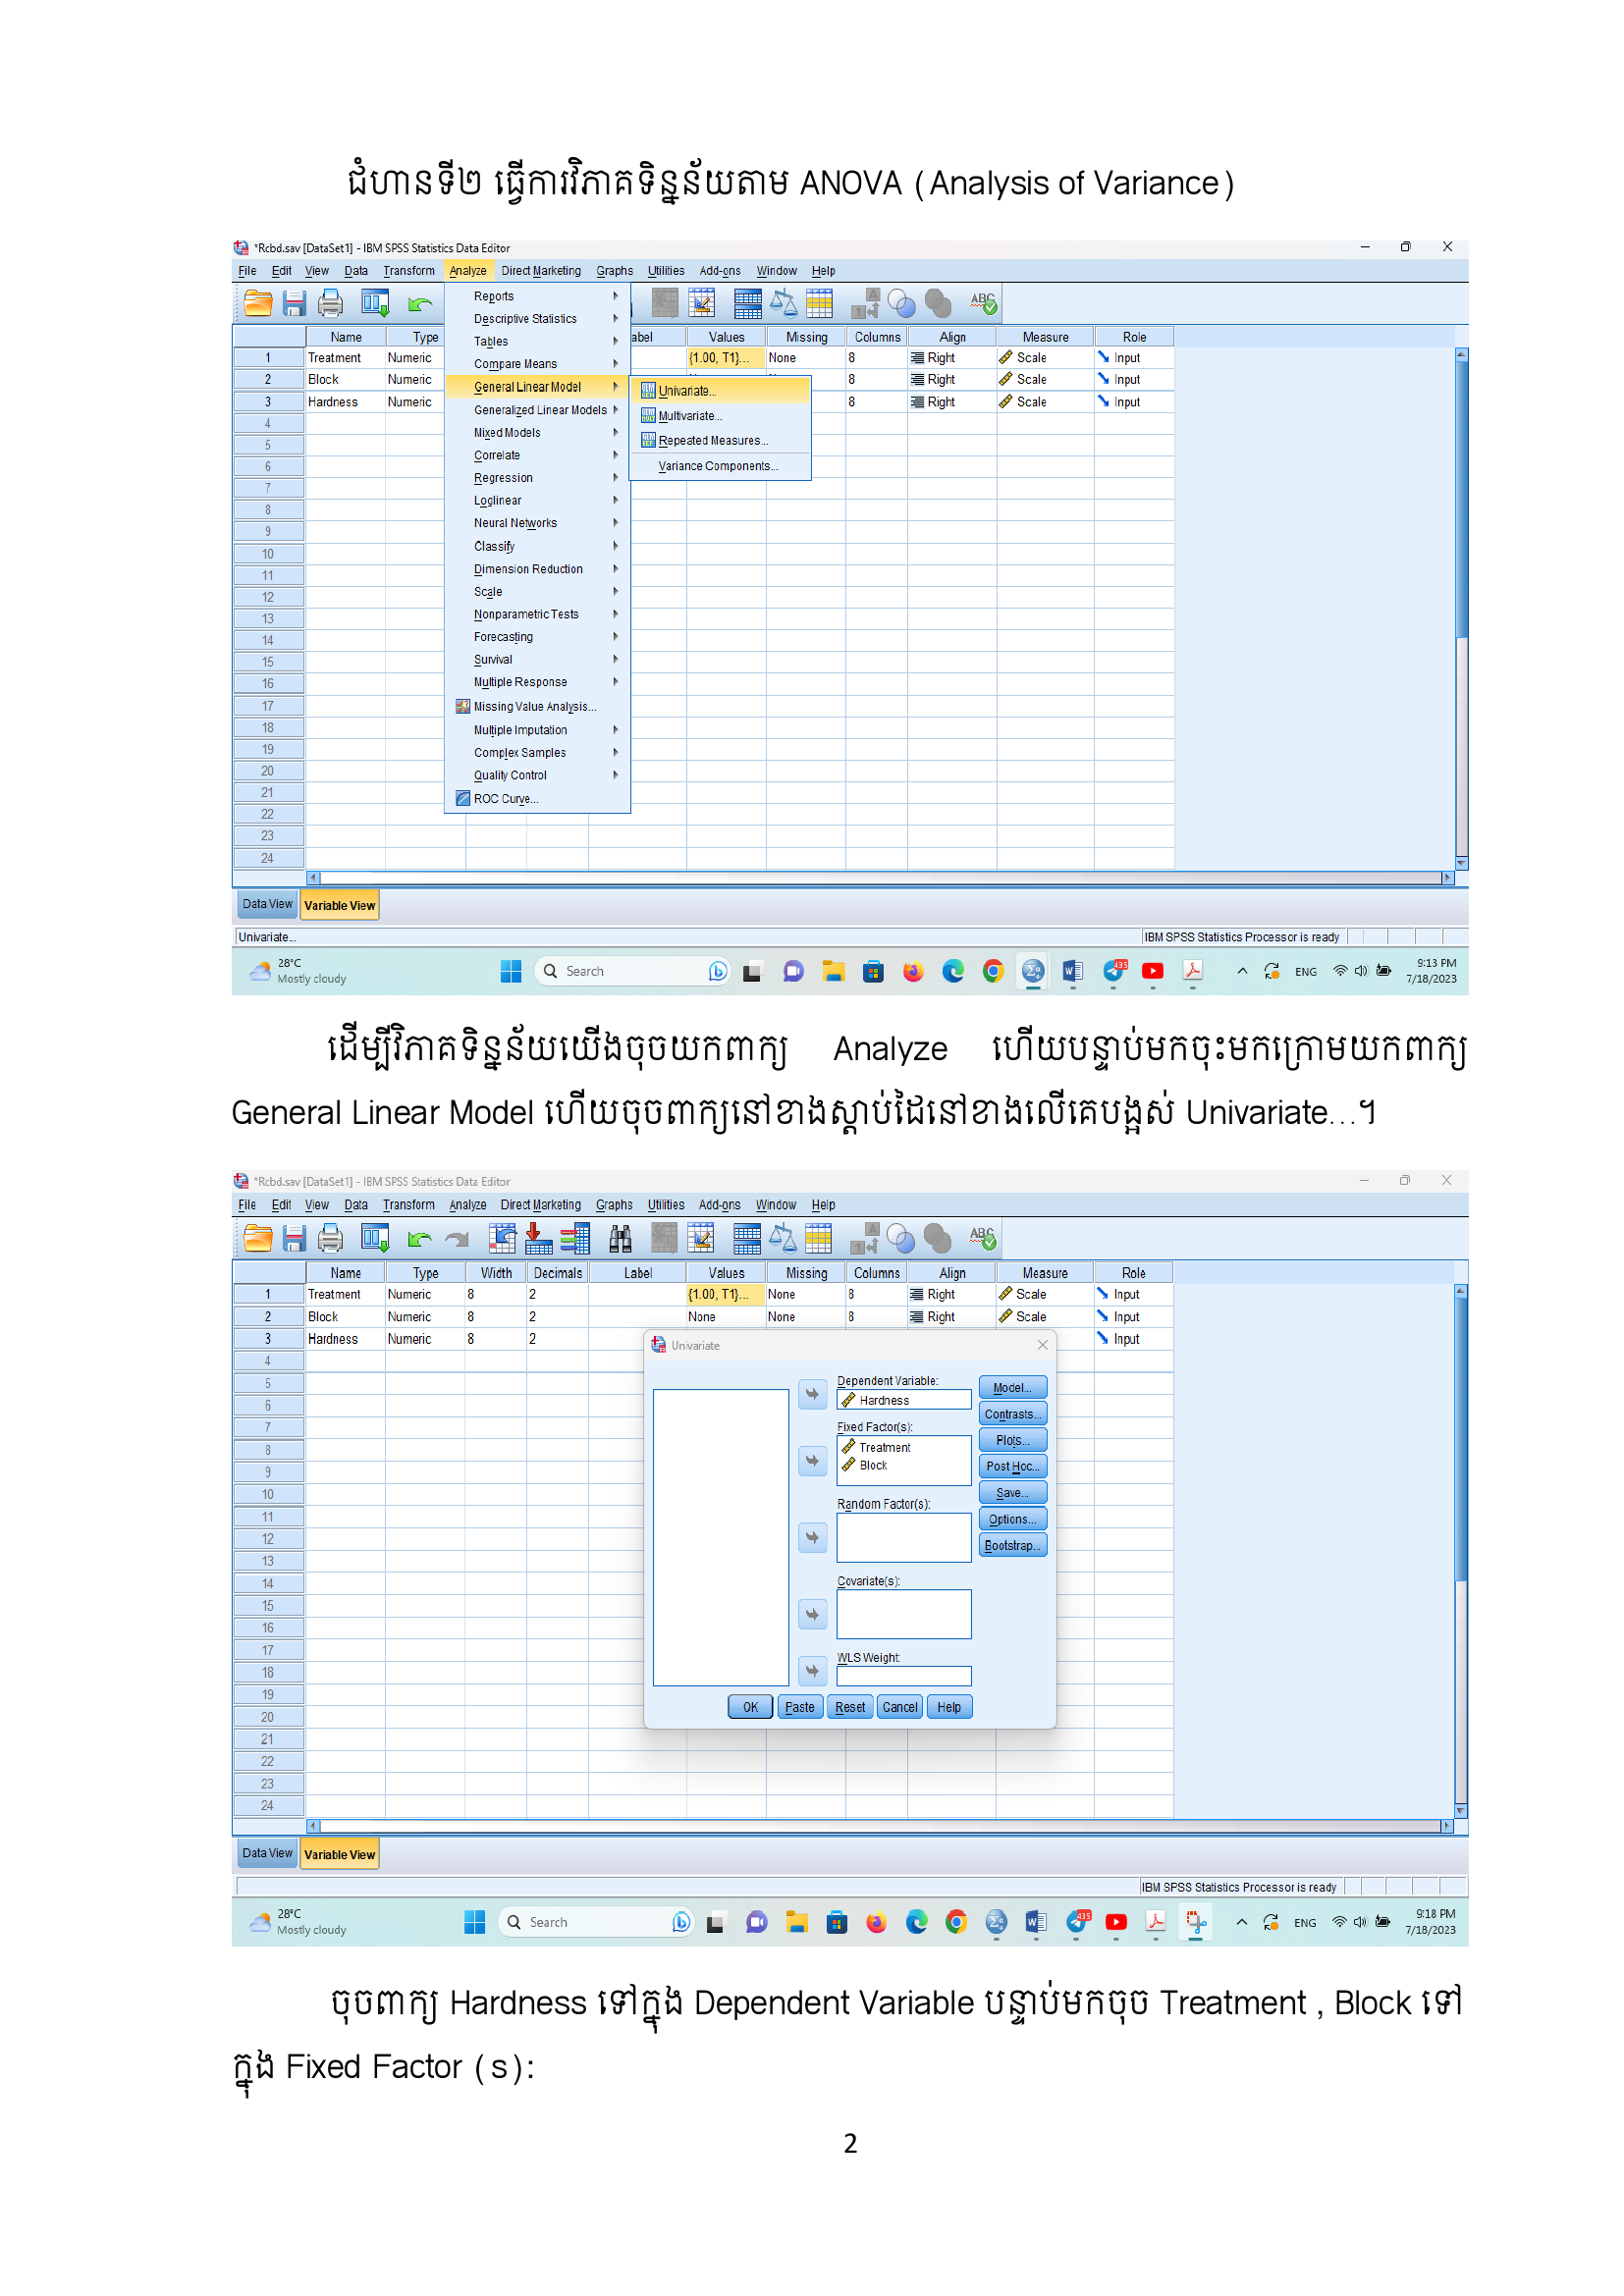 ជំហានទី២ ធ្វើការវិភាគទិន្នន័យតាម ANOVA (Analysis of Variance)
*Rcbd.sav [DataSet1] - IBM SPSS Statistics Data Editor
File Edit View Data Transform Analyze Direct Marketing Graphs Utilities Add-ons Window Help
Name Type abel Values Missing Columns Align Measure Role
1 Treatment Numeric {1.00, T1}... None 8 Right Scale Input
2 Block Numeric 8 Right Scale Input
3 Hardness Numeric 8 Right Scale Input
4
5
6
7
8
9
10
11
12
13
14
15
16
17
18
19
20
21
22
23
24
Reports
Descriptive Statistics
Tables
Compare Means
General Linear Model
Generalized Linear Models
Mixed Models
Correlate
Regression
Loglinear
Neural Networks
Classify
Dimension Reduction
Scale
Nonparametric Tests
Forecasting
Survival
Multiple Response
Missing Value Analysis...
Multiple Imputation
Complex Samples
Quality Control
ROC Curve...
Univariate...
Multivariate...
Repeated Measures...
Variance Components...
Data View Variable View
Univariate... IBM SPSS Statistics Processor is ready
28°C
Mostly cloudy
Search
435
ENG
9:13 PM
7/18/2023
ដើម្បីវិភាគទិន្នន័យយើងចុចយកពាក្យ Analyze ហើយបន្ទាប់មកចុះមកក្រោមយកពាក្យ
General Linear Model ហើយចុចពាក្យនៅខាងស្តាប់ដៃនៅខាងលើគេបង្អស់ Univariate...។
*Rcbd.sav [DataSet1] - IBM SPSS Statistics Data Editor
File Edit View Data Transform Analyze Direct Marketing Graphs Utilities Add-ons Window Help
Name Type Width Decimals Label Values Missing Columns Align Measure Role
1 Treatment Numeric 8 2 {1.00, T1}... None 8 Right Scale Input
2 Block Numeric 8 2 None None 8 Right Scale Input
3 Hardness Numeric 8 2 Input
4
5
6
7
8
9
10
11
12
13
14
15
16
17
18
19
20
21
22
23
24
Univariate
Dependent Variable:
Hardness
Fixed Factor(s):
Treatment
Block
Random Factor(s):
Covariate(s):
WLS Weight:
Model...
Contrasts...
Plots...
Post Hoc...
Save...
Options...
Bootstrap...
OK Paste Reset Cancel Help
Data View Variable View
IBM SPSS Statistics Processor is ready
28°C
Mostly cloudy
Search
435
ENG
9:18 PM
7/18/2023
ចុចពាក្យ Hardness ទៅក្នុង Dependent Variable បន្ទាប់មកចុច Treatment , Block ទៅ
ក្នុង Fixed Factor (s):
2